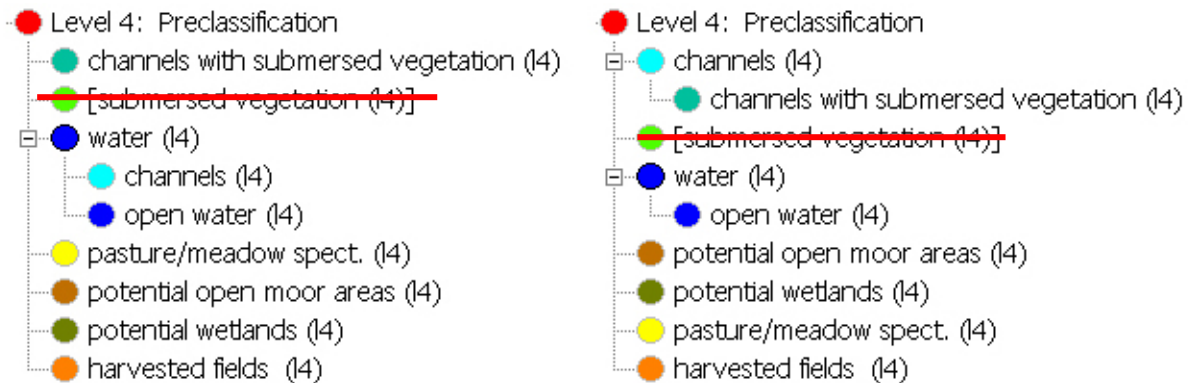 Level 4: Preclassification
channels with submersed vegetation (l4)
[submersed vegetation (l4)]
water (l4)
channels (l4)
open water (l4)
pasture/meadow spect. (l4)
potential open moor areas (l4)
potential wetlands (l4)
harvested fields (l4)
Level 4: Preclassification
channels (l4)
channels with submersed vegetation (l4)
[submersed vegetation (l4)]
water (l4)
open water (l4)
potential open moor areas (l4)
potential wetlands (l4)
pasture/meadow spect. (l4)
harvested fields (l4)